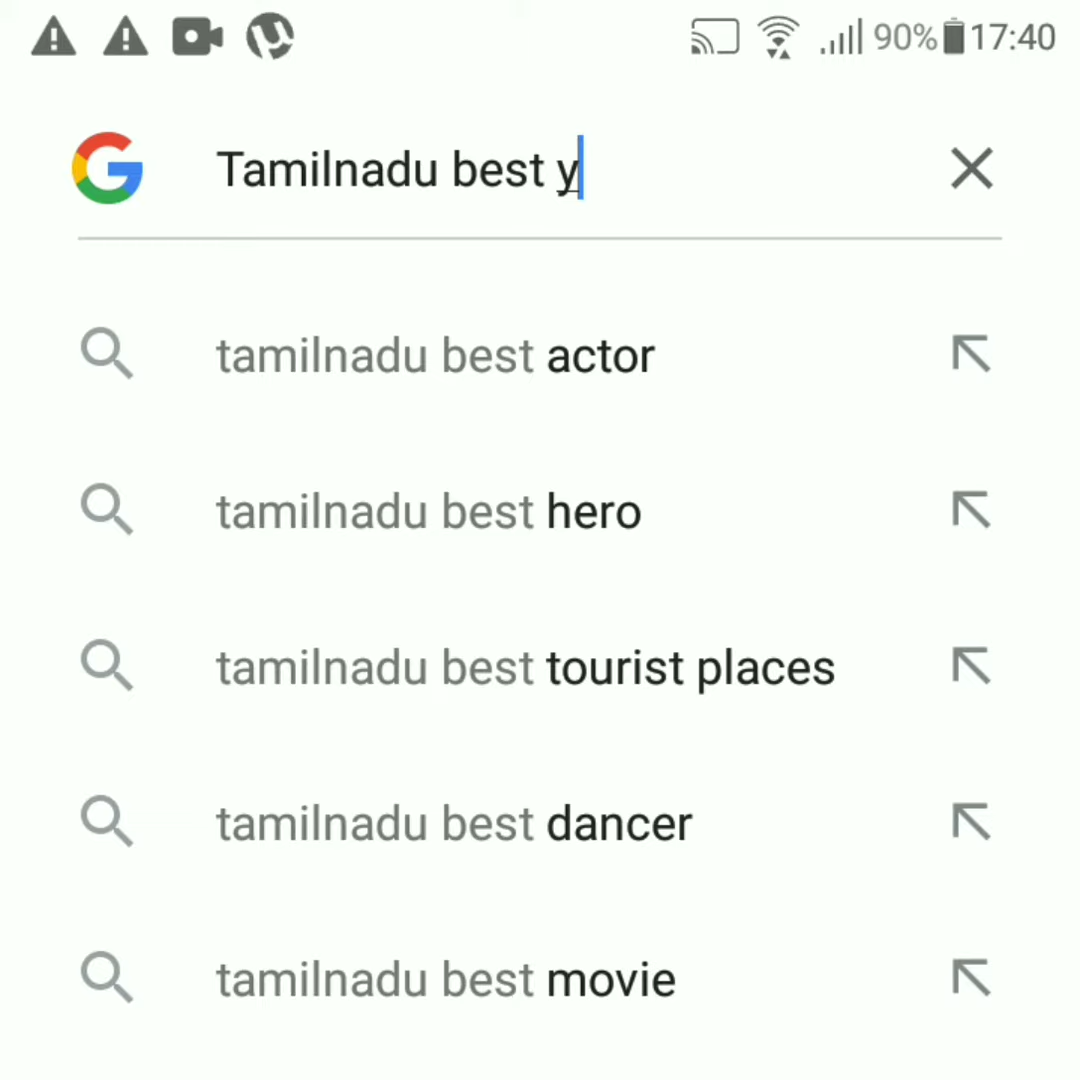 90% 17:40
Tamilnadu best y
tamilnadu best actor
tamilnadu best hero
tamilnadu best tourist places
tamilnadu best dancer
tamilnadu best movie